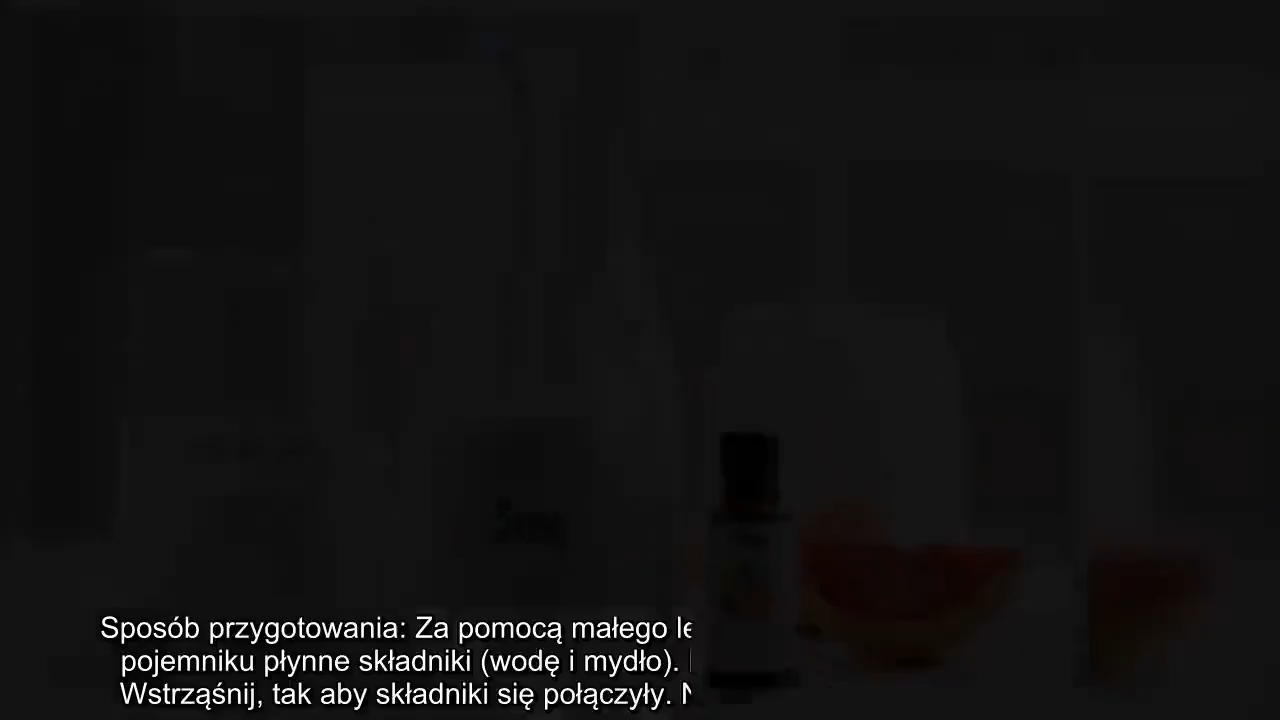 Sposób przygotowania: Za pomocą małego
pojemniku płynne składniki (wodę i mydło).
Wstrząśnij, tak aby składniki się połączyły.